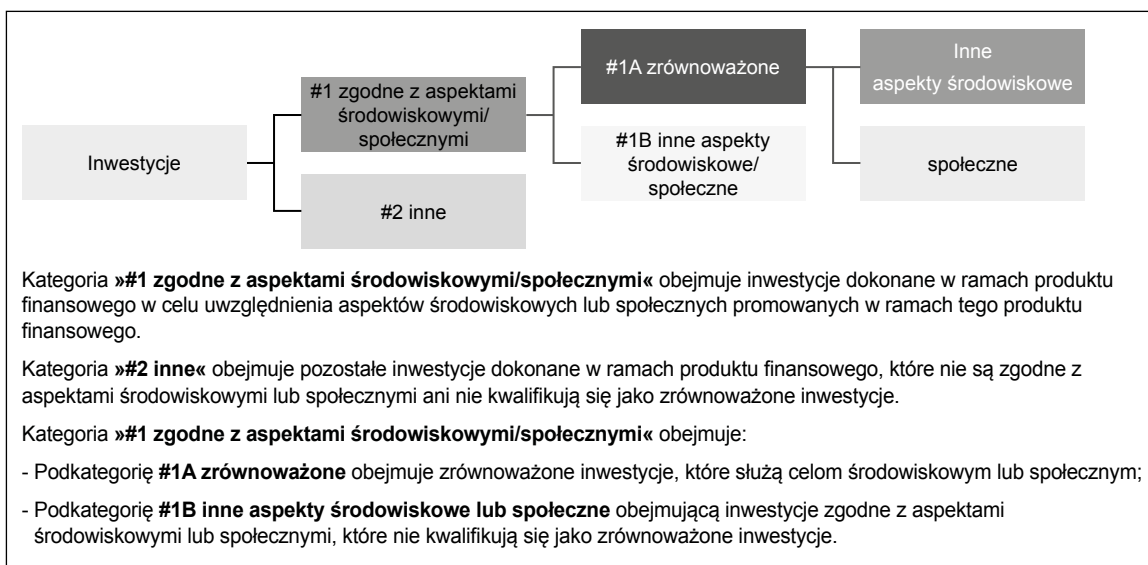 Inwestycje
#1 zgodne z aspektami
środowiskowymi/
społecznymi
#2 inne
#1A zrównoważone
#1B inne aspekty
środowiskowe/
społeczne
Inne
aspekty środowiskowe
społeczne
Kategoria »#1 zgodne z aspektami środowiskowymi/społecznymi« obejmuje inwestycje dokonane w ramach produktu
finansowego w celu uwzględnienia aspektów środowiskowych lub społecznych promowanych w ramach tego produktu
finansowego.
Kategoria »#2 inne« obejmuje pozostałe inwestycje dokonane w ramach produktu finansowego, które nie są zgodne z
aspektami środowiskowymi lub społecznymi ani nie kwalifikują się jako zrównoważone inwestycje.
Kategoria »#1 zgodne z aspektami środowiskowymi/społecznymi« obejmuje:
- Podkategorię #1A zrównoważone obejmuje zrównoważone inwestycje, które służą celom środowiskowym lub społecznym;
- Podkategorię #1B inne aspekty środowiskowe lub społeczne obejmującą inwestycje zgodne z aspektami
środowiskowymi lub społecznymi, które nie kwalifikują się jako zrównoważone inwestycje.